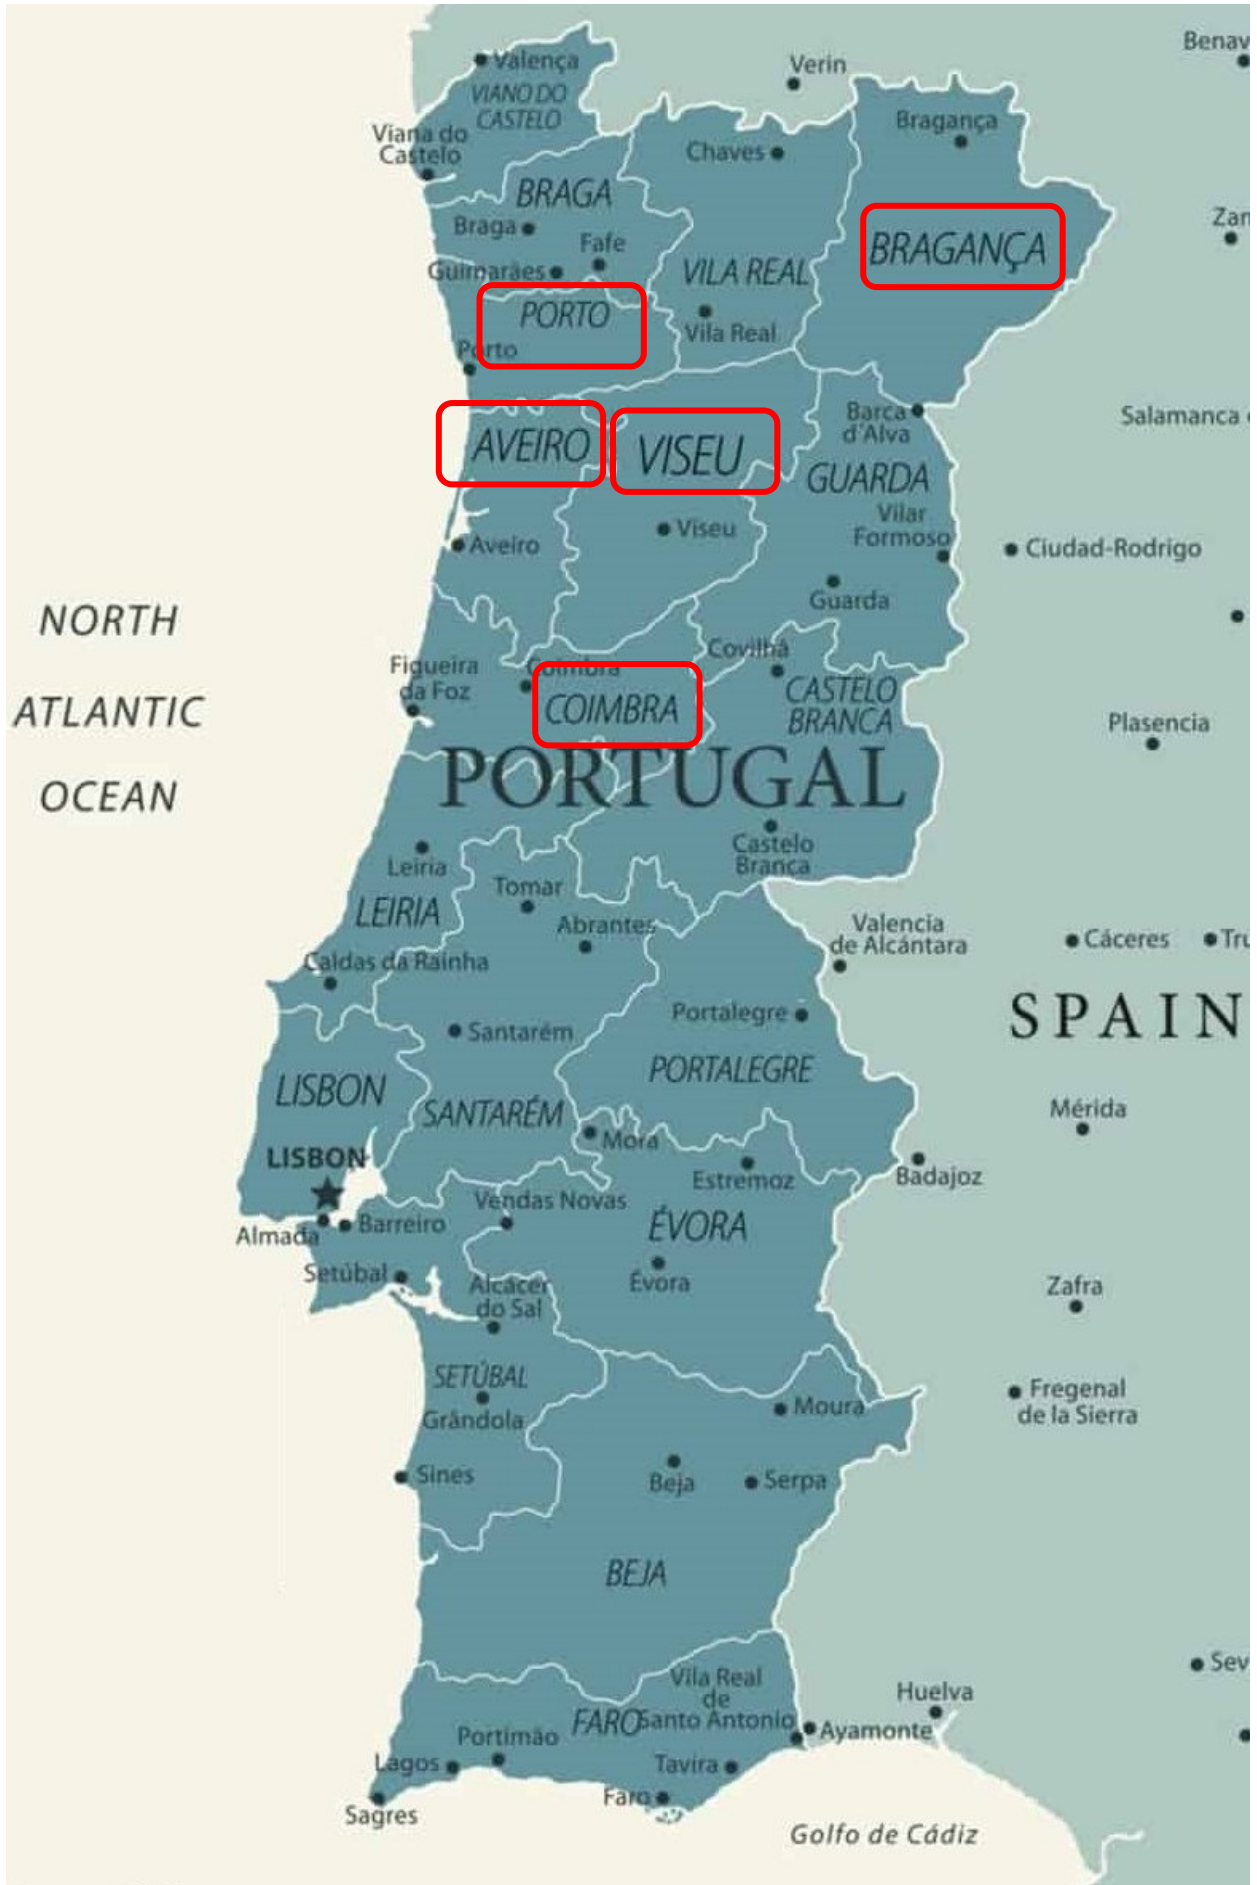 Benav
Valença
Verin
VIANO DO
CASTELO
Bragança
Viana do
Castelo
Chaves
BRAGA
Zan
Braga
Fafe
BRAGANÇA
Guimarães
VILA REAL
PORTO
Vila Real
Porto
Barca
d'Alva
Salamanca
AVEIRO
VISEU
GUARDA
Vilar
Formoso
Viseu
Aveiro
Ciudad-Rodrigo
Guarda
NORTH
ATLANTIC
OCEAN
Covilhã
Figueira
da Foz
Coimbra
CASTELO
BRANCA
COIMBRA
Plasencia
PORTUGAL
Castelo
Branca
Leiria
Tomar
LEIRIA
Abrantes
Valencia
de Alcántara
Cáceres
Tru
Caldas da Rainha
Portalegre
SPAIN
Santarém
PORTALEGRE
LISBON
SANTARÉM
Mérida
Mora
LISBON
Estremoz
Badajoz
Vendas Novas
Almada
Barreiro
ÉVORA
Setúbal
Alcácer
do Sal
Évora
Zafra
SETÚBAL
Grândola
Moura
Fregenal
de la Sierra
Sines
Beja
Serpa
BEJA
Sev
Vila Real
de
Santo Antonio
Huelva
FARO
Ayamonte
Portimão
Lagos
Tavira
Faro
Sagres
Golfo de Cádiz